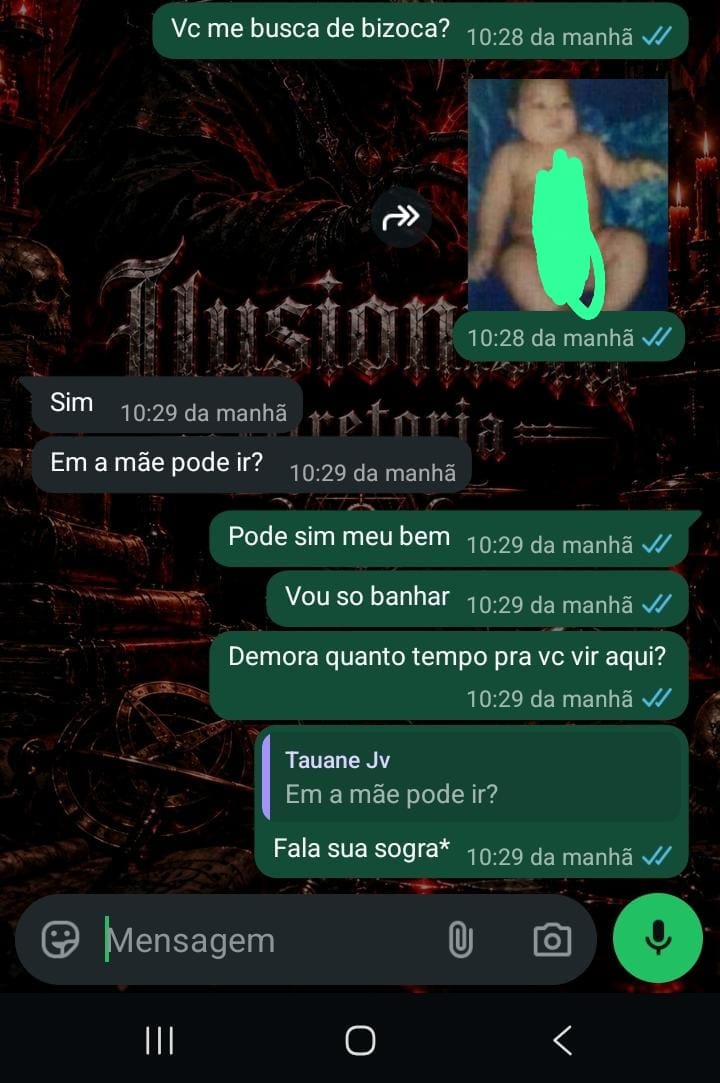 Vc me busca de bizoca? 10:28 da manhã
10:28 da manhã
Sim 10:29 da manhã
Em a mãe pode ir? 10:29 da manhã
Pode sim meu bem 10:29 da manhã
Vou so banhar 10:29 da manhã
Demora quanto tempo pra vc vir aqui?
10:29 da manhã
Tauane Jv
Em a mãe pode ir?
Fala sua sogra* 10:29 da manhã
Mensagem